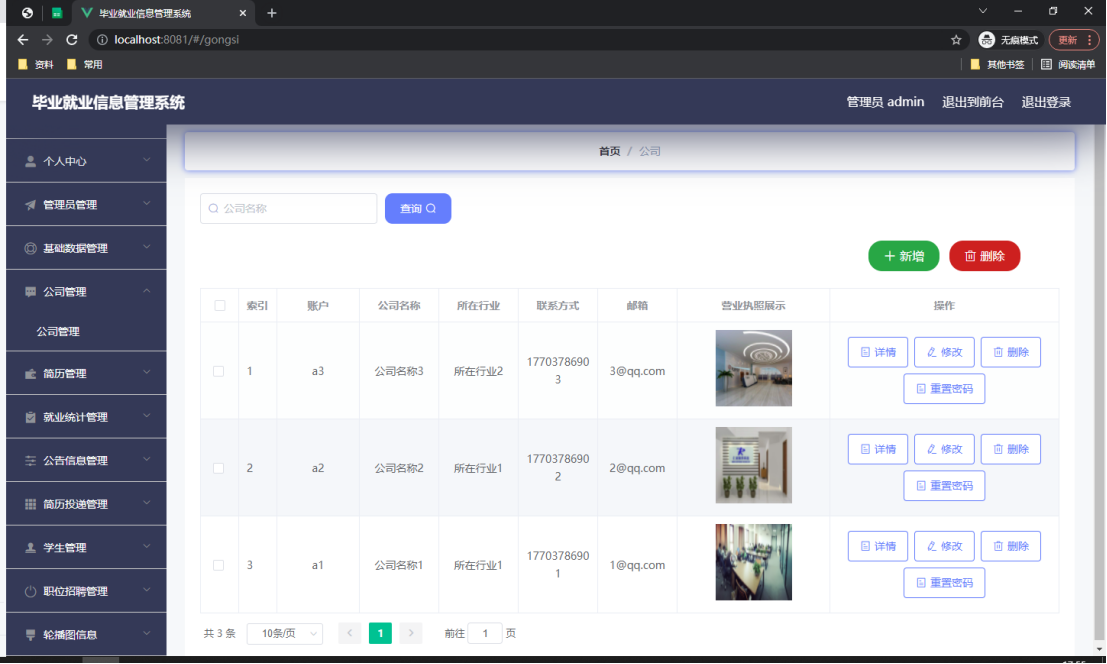 毕业就业信息管理系统
localhost:8081/#/gongsi
无痕模式
更新
资料
常用
其他书签
阅读清单
毕业就业信息管理系统
管理员 admin
退出到前台
退出登录
个人中心
管理员管理
基础数据管理
公司管理
公司管理
简历管理
就业统计管理
公告信息管理
简历投递管理
学生管理
职位招聘管理
轮播图信息
首页 / 公司
公司名称
查询
新增
删除
索引 账户 公司名称 所在行业 联系方式 邮箱 营业执照展示 操作
1 a3 公司名称3 所在行业2 17703786903 3@qq.com 详情 修改 删除
重置密码
2 a2 公司名称2 所在行业1 17703786902 2@qq.com 详情 修改 删除
重置密码
3 a1 公司名称1 所在行业1 17703786901 1@qq.com 详情 修改 删除
重置密码
共 3 条 10条/页 1 前往 1 页